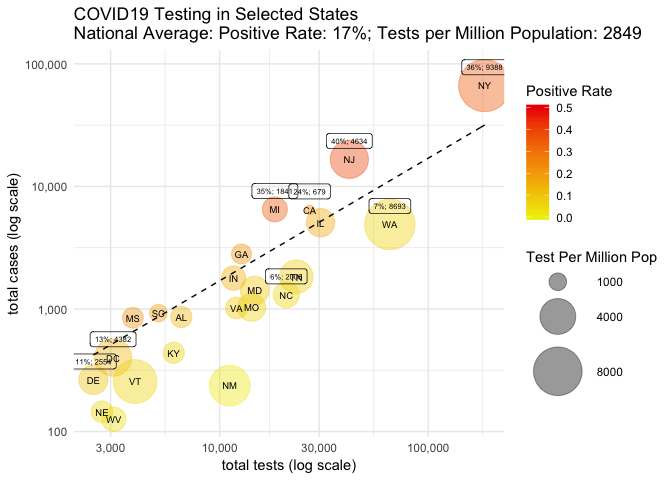 COVID19 Testing in Selected States
National Average: Positive Rate: 17%; Tests per Million Population: 2849
100,000
10,000
1,000
100
total cases (log scale)
36%; 9388
NY
40%; 4634
NJ
35%; 1841
24%; 679
MI
CA
IL
7%; 8693
WA
GA
IN
6%;
MD
NC
VA
MO
MS
SC
AL
13%; 4382
DC
KY
11%; 2554
DE
VT
NM
NE
WV
3,000
10,000
30,000
100,000
total tests (log scale)
Positive Rate
0.5
0.4
0.3
0.2
0.1
0.0
Test Per Million Pop
1000
4000
8000